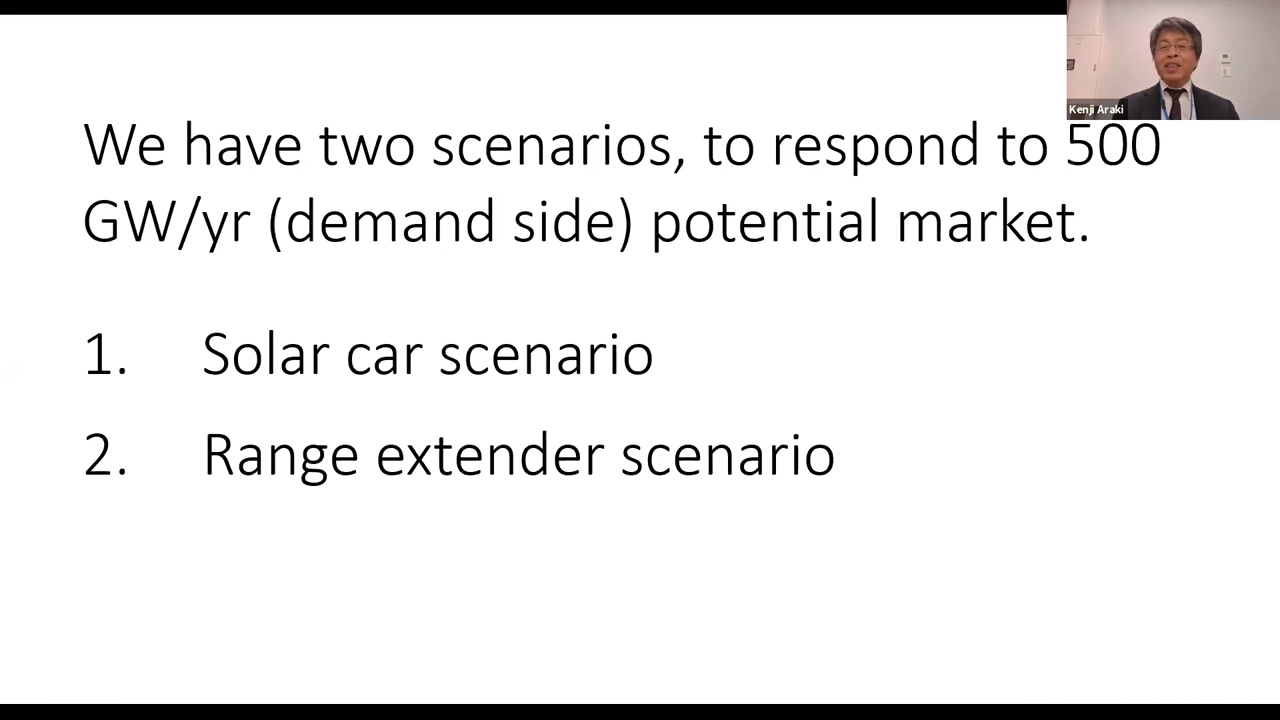 Kenji Araki
We have two scenarios, to respond to 500
GW/yr (demand side) potential market.
1. Solar car scenario
2. Range extender scenario